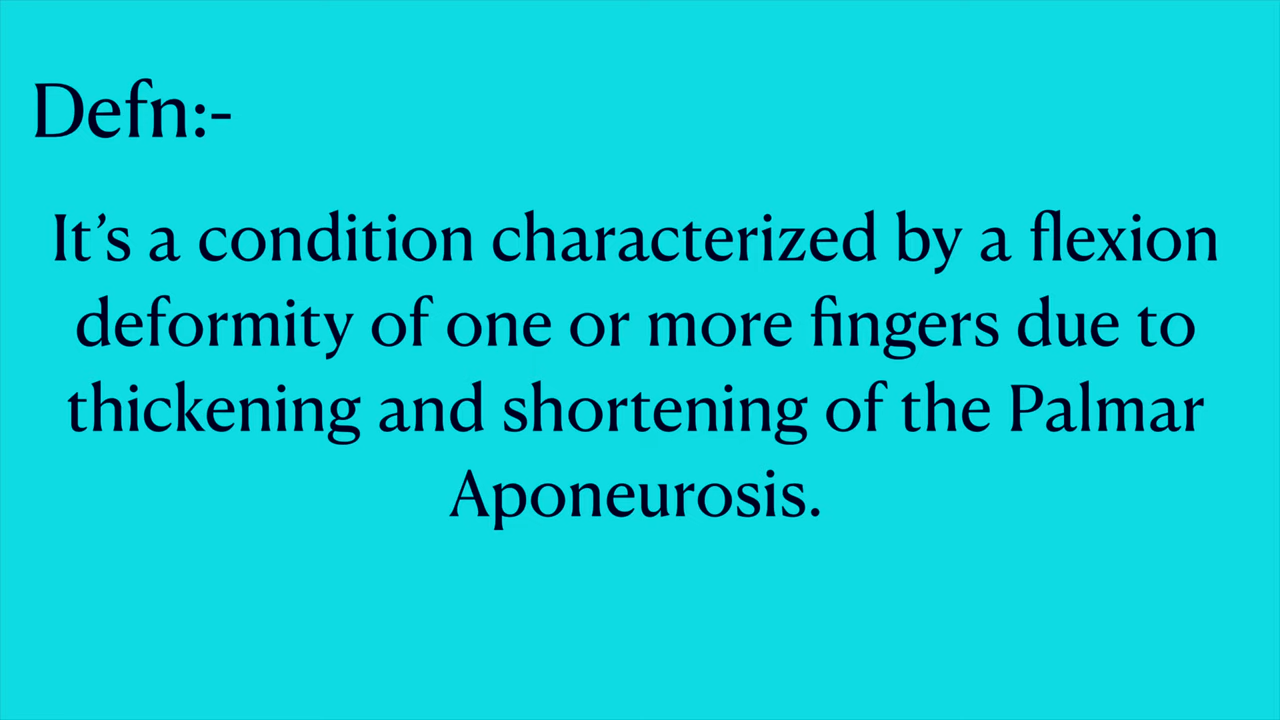 Defn:-
It’s a condition characterized by a flexion
deformity of one or more fingers due to
thickening and shortening of the Palmar
Aponeurosis.